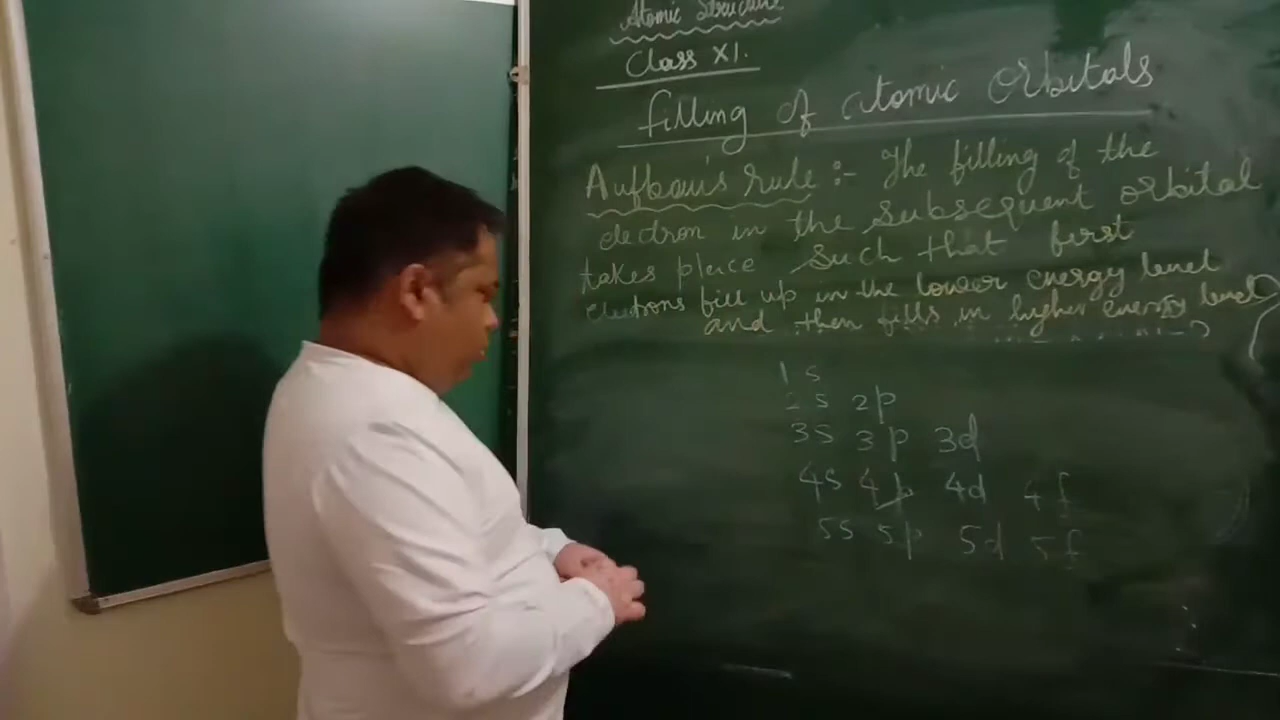 Atomic Structure
Class XI.
filling of atomic orbitals
Aufbau's rule :- The filling of the
electron in the subsequent orbital
takes place such that first
electrons fill up in the lower energy level
and then fills in higher energy level
1s
2s 2p
3s 3p 3d
4s 4p 4d 4f
5s 5p 5d 5f